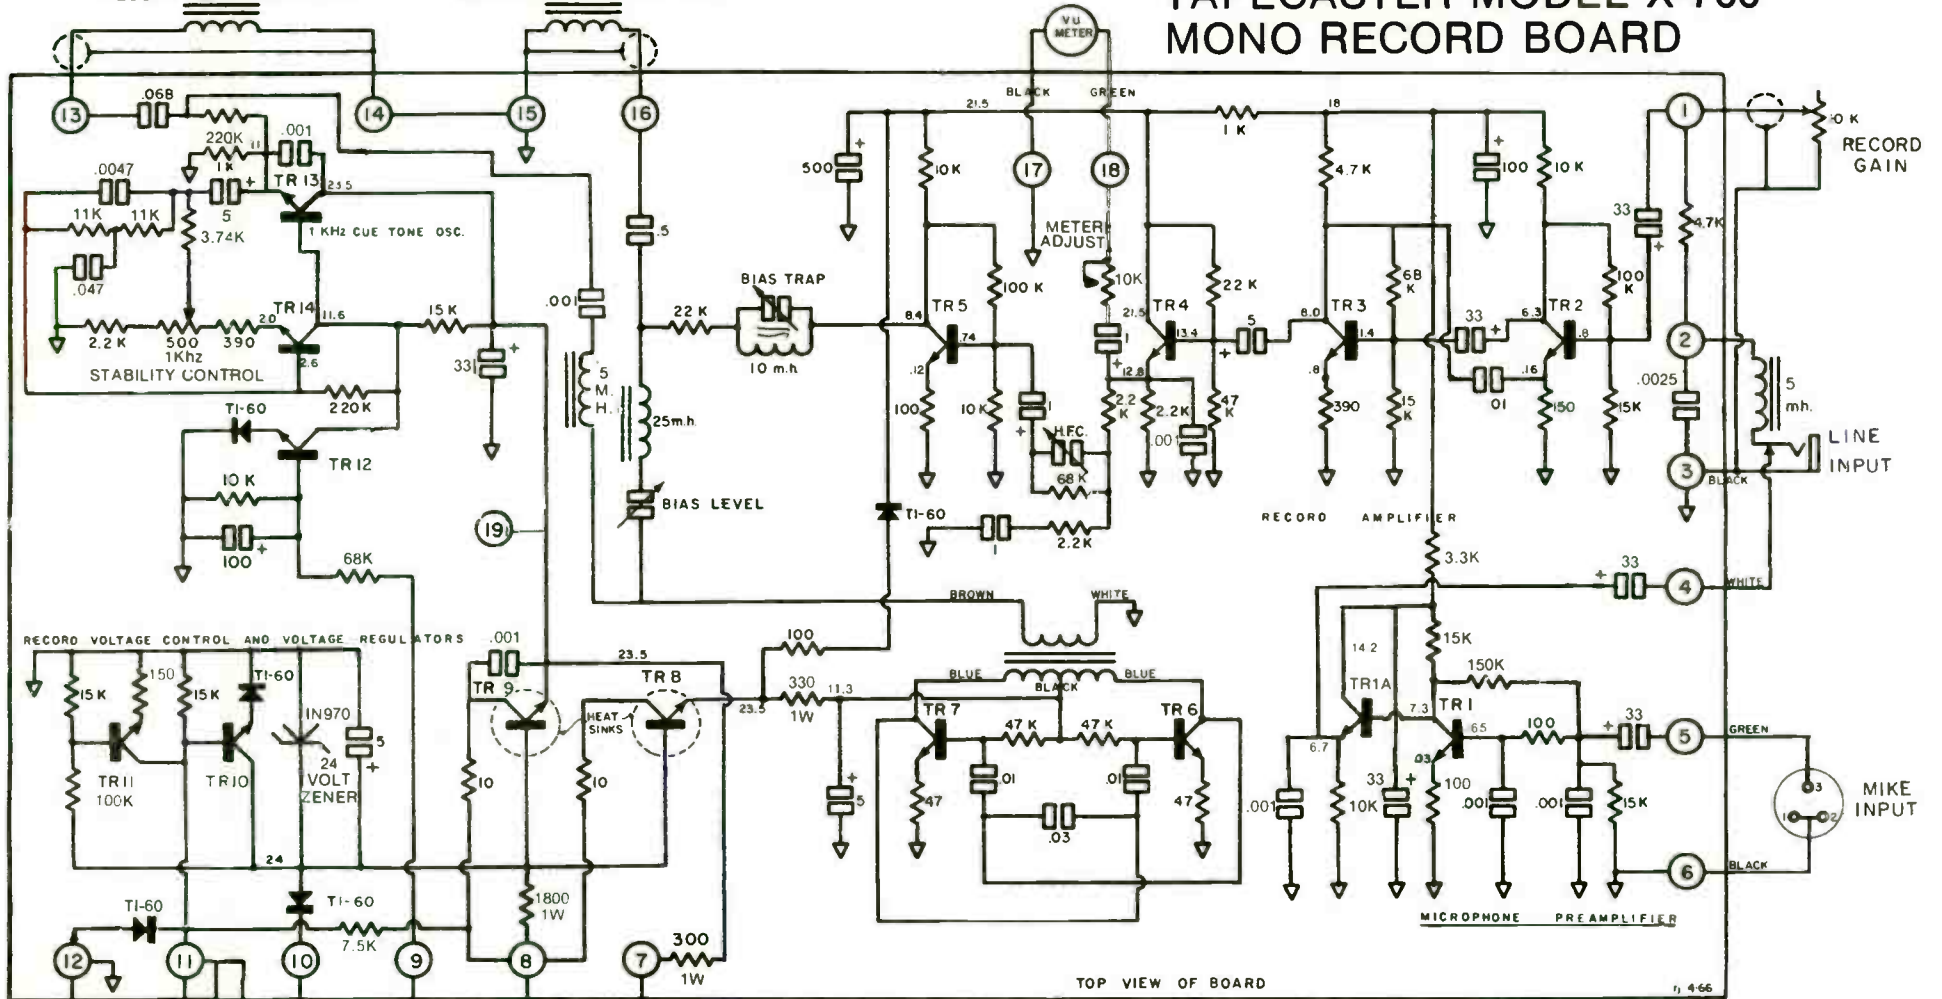 MONO RECORD BOARD
VU
METER
BLACK
GREEN
13
14
15
16
17
18
1
.068
220K
11
.001
1K
TR 13
23.5
.0047
5
+
11K
11K
3.74K
1 KHz CUE TONE OSC.
.047
TR14
2.0
11.6
15 K
2.2 K
500
390
1Khz
2.6
STABILITY CONTROL
33
+
220K
TI-60
TR 12
10 K
100
+
68K
19
.5
.001
5
M.
H.
25m.h.
BIAS LEVEL
22 K
BIAS TRAP
10 m.h
500
+
21.5
10K
8.4
TR 5
.74
100 K
.12
100
10K
1
+
H.F.C.
68 K
1
2.2K
TI-60
METER
ADJUST
10K
1
+
21.5
TR4
13.4
12.8
2.2
K
2.2K
.001
22 K
47
K
5
+
1 K
18
4.7K
8.0
TR3
1.4
.8
390
68
K
15
K
100
+
10 K
33
+
6.3
TR2
.8
.16
01
150
100
K
15K
33
+
4.7K
2
.0025
3
BLACK
5
mh.
LINE
INPUT
RECORD
GAIN
RECORD AMPLIFIER
3.3K
33
+
4
WHITE
BROWN
WHITE
BLUE
BLACK
BLUE
RECORD VOLTAGE CONTROL AND VOLTAGE REGULATORS
15K
150
15K
TI-60
IN970
24
VOLT
ZENER
5
+
TR11
100K
TR10
24
.001
23.5
TR 9
TR 8
HEAT
SINKS
10
10
1800
1W
100
23.5
330
1W
11.3
5
+
TR 7
47 K
47 K
TR 6
.01
.01
47
47
.03
14.2
15K
150K
TR1A
7.3
TR 1
.65
100
33
+
5
GREEN
6.7
.03
.001
10K
33
+
100
.001
.001
15K
6
BLACK
3
1
2
MIKE
INPUT
MICROPHONE PREAMPLIFIER
TI-60
TI-60
7.5K
12
11
10
9
8
7
300
1W
TOP VIEW OF BOARD
4-66